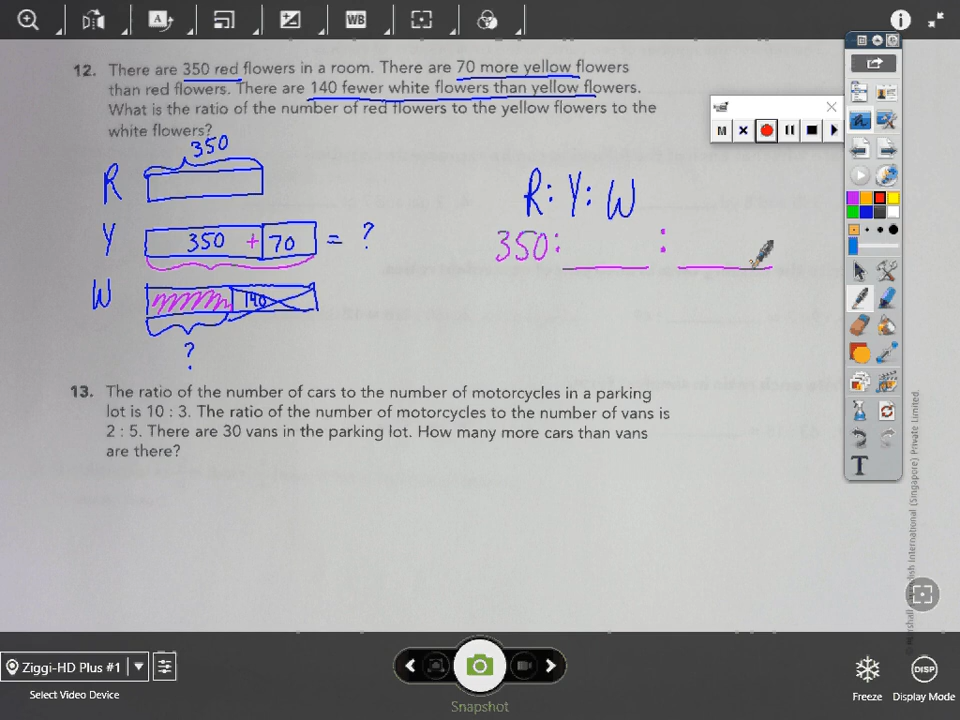 WB
12. There are 350 red flowers in a room. There are 70 more yellow flowers
than red flowers. There are 140 fewer white flowers than yellow flowers.
What is the ratio of the number of red flowers to the yellow flowers to the
white flowers?
M
350
R
R: Y: W
Y 350 + 70 = ?
350: :
W 140
?
13. The ratio of the number of cars to the number of motorcycles in a parking
lot is 10 : 3. The ratio of the number of motorcycles to the number of vans is
2 : 5. There are 30 vans in the parking lot. How many more cars than vans
are there?
T
International (Singapore) Private Limited.
Ziggi-HD Plus #1
Select Video Device
Snapshot
Freeze
DISP
Display Mode